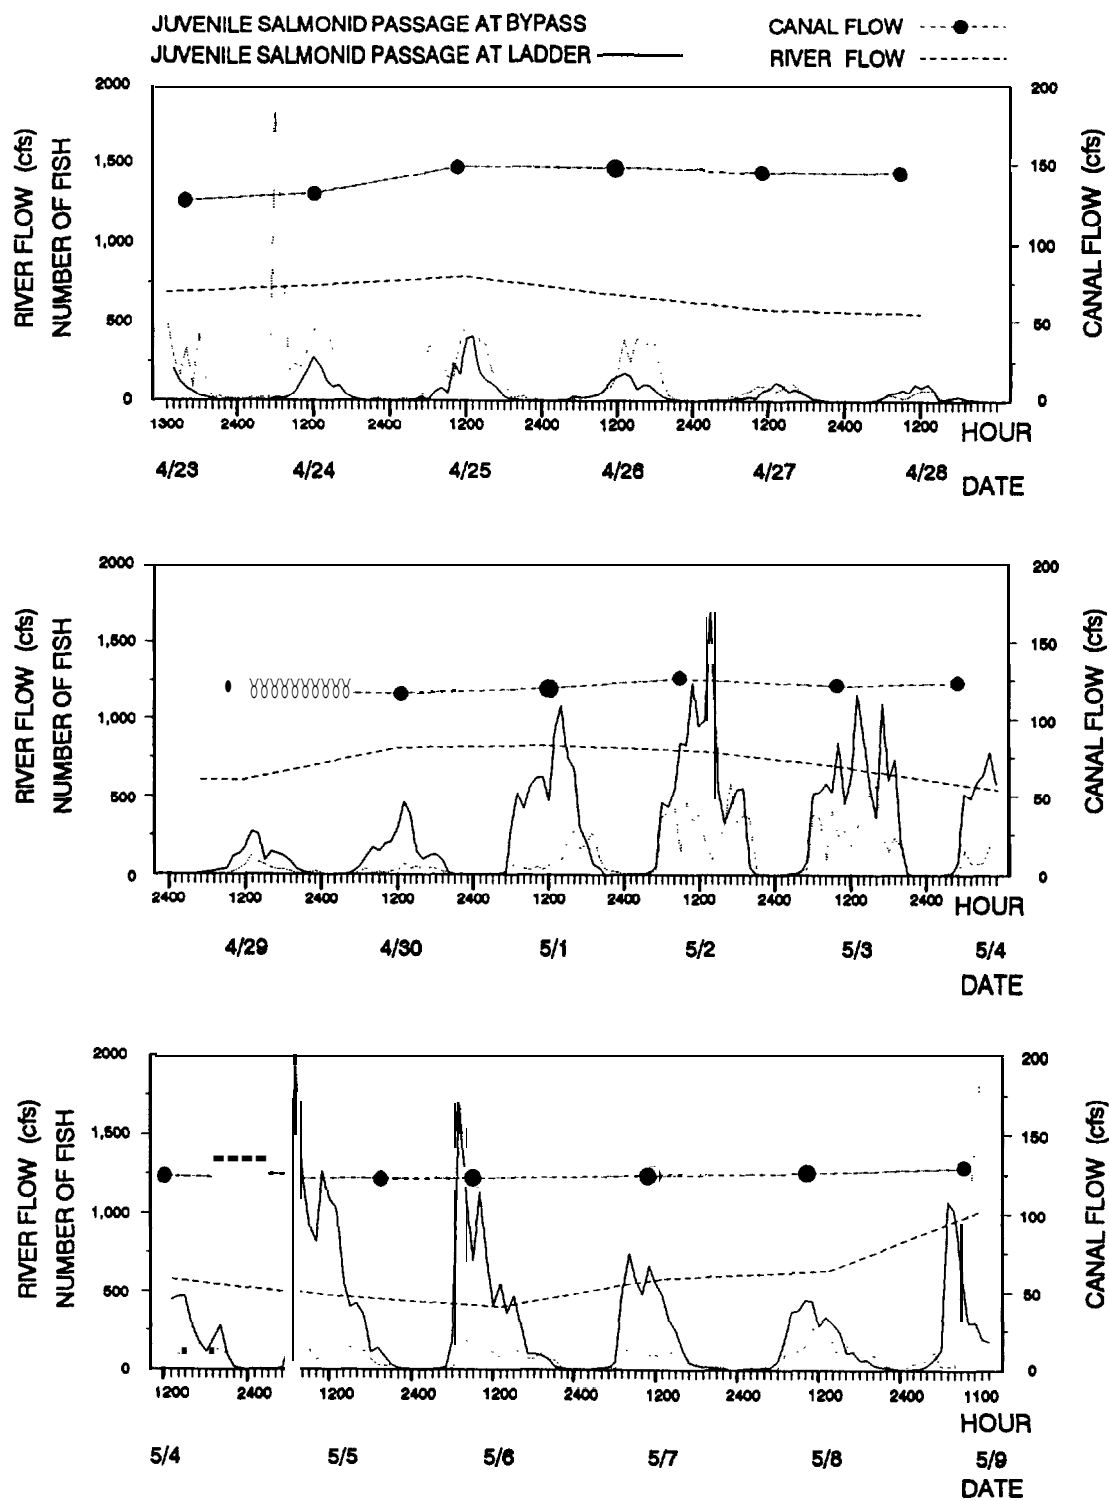 JUVENILE SALMONID PASSAGE AT BYPASS
JUVENILE SALMONID PASSAGE AT LADDER
CANAL FLOW
RIVER FLOW
RIVER FLOW (cfs)
NUMBER OF FISH
2000
1,500
1,000
500
0
200
150
100
50
0
CANAL FLOW (cfs)
1300 2400 1200 2400 1200 2400 1200 2400 1200 2400 1200 HOUR
4/23 4/24 4/25 4/26 4/27 4/28 DATE
RIVER FLOW (cfs)
NUMBER OF FISH
2000
1,500
1,000
500
0
200
150
100
50
0
CANAL FLOW (cfs)
2400 1200 2400 1200 2400 1200 2400 1200 2400 1200 2400 HOUR
4/29 4/30 5/1 5/2 5/3 5/4
DATE
RIVER FLOW (cfs)
NUMBER OF FISH
2000
1,500
1,000
500
0
200
150
100
50
0
CANAL FLOW (cfs)
1200 2400 1200 2400 1200 2400 1200 2400 1200 2400 1100
HOUR
5/4 5/5 5/6 5/7 5/8 5/9
DATE